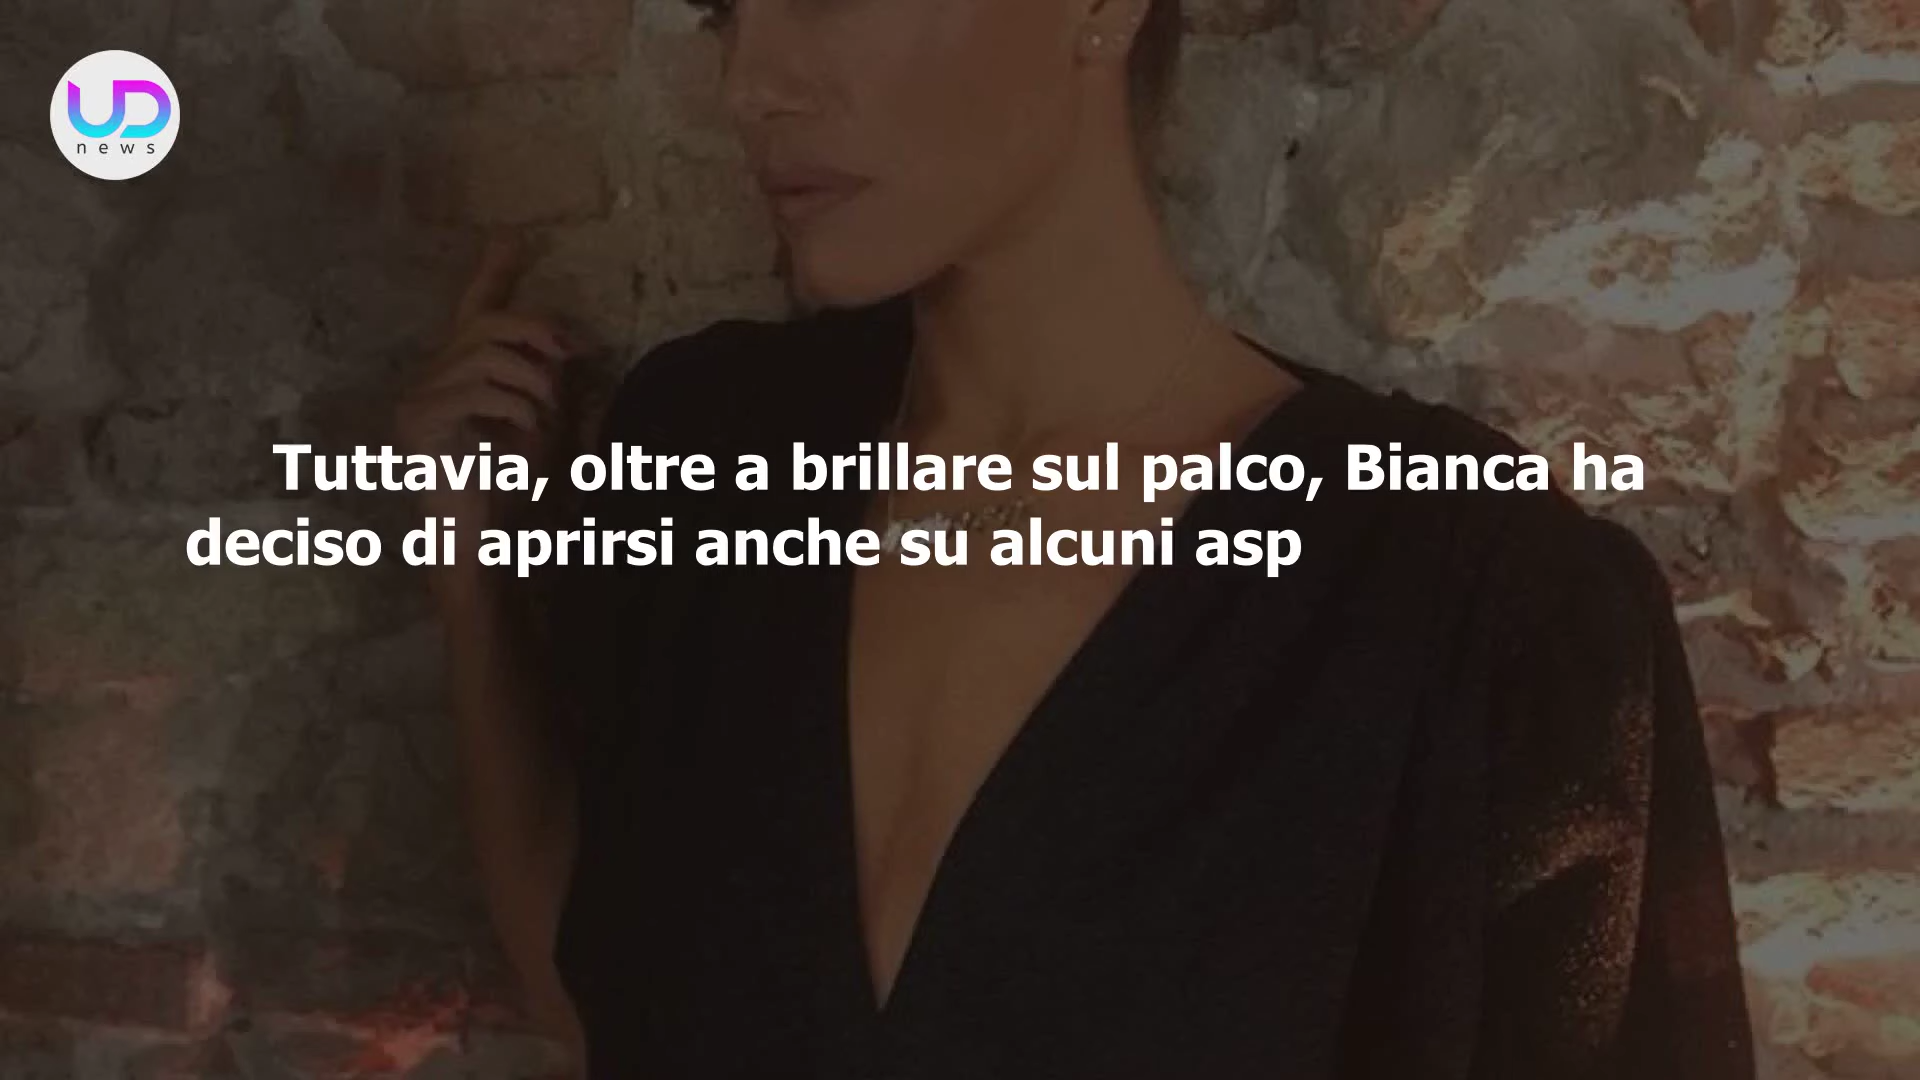 UD
news
Tuttavia, oltre a brillare sul palco, Bianca ha
deciso di aprirsi anche su alcuni asp